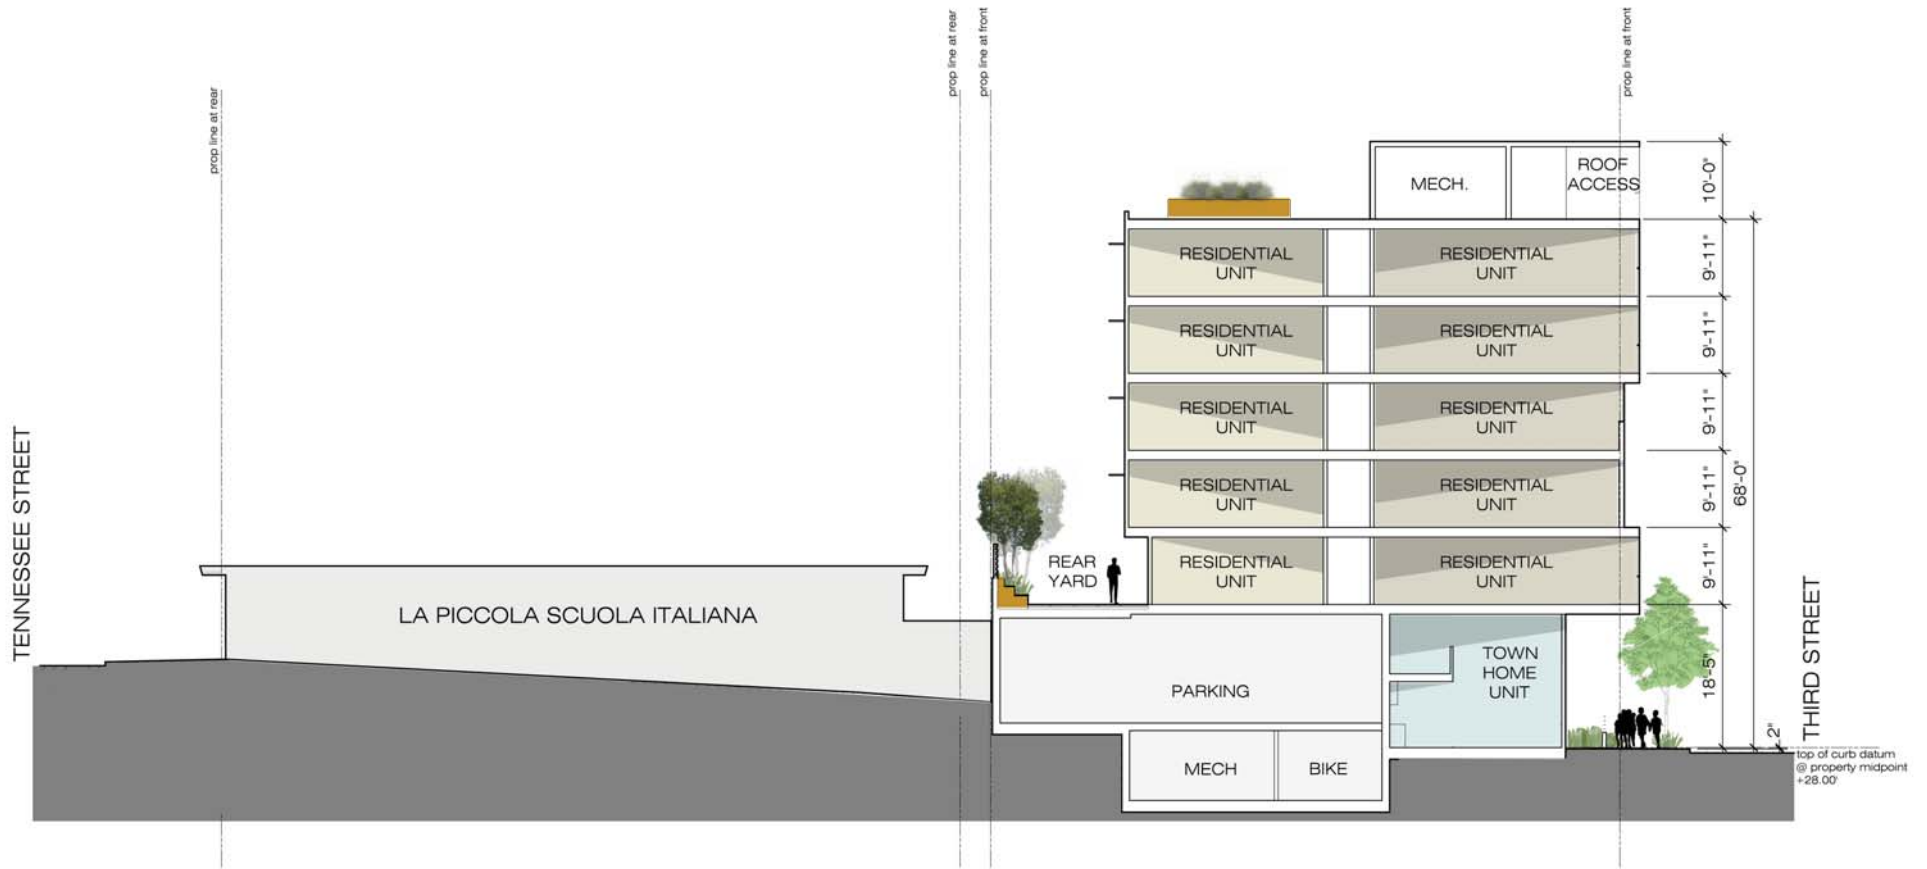 prop line at rear
prop line at rear
prop line at front
prop line at front
MECH.
ROOF
ACCESS
10'-0"
RESIDENTIAL
UNIT
RESIDENTIAL
UNIT
9'-11"
RESIDENTIAL
UNIT
RESIDENTIAL
UNIT
9'-11"
RESIDENTIAL
UNIT
RESIDENTIAL
UNIT
9'-11"
RESIDENTIAL
UNIT
RESIDENTIAL
UNIT
9'-11"
68'-0"
REAR
YARD
RESIDENTIAL
UNIT
RESIDENTIAL
UNIT
9'-11"
TENNESSEE STREET
LA PICCOLA SCUOLA ITALIANA
PARKING
TOWN
HOME
UNIT
18'-5"
THIRD STREET
2"
MECH
BIKE
top of curb datum
@ property midpoint
+28.00'